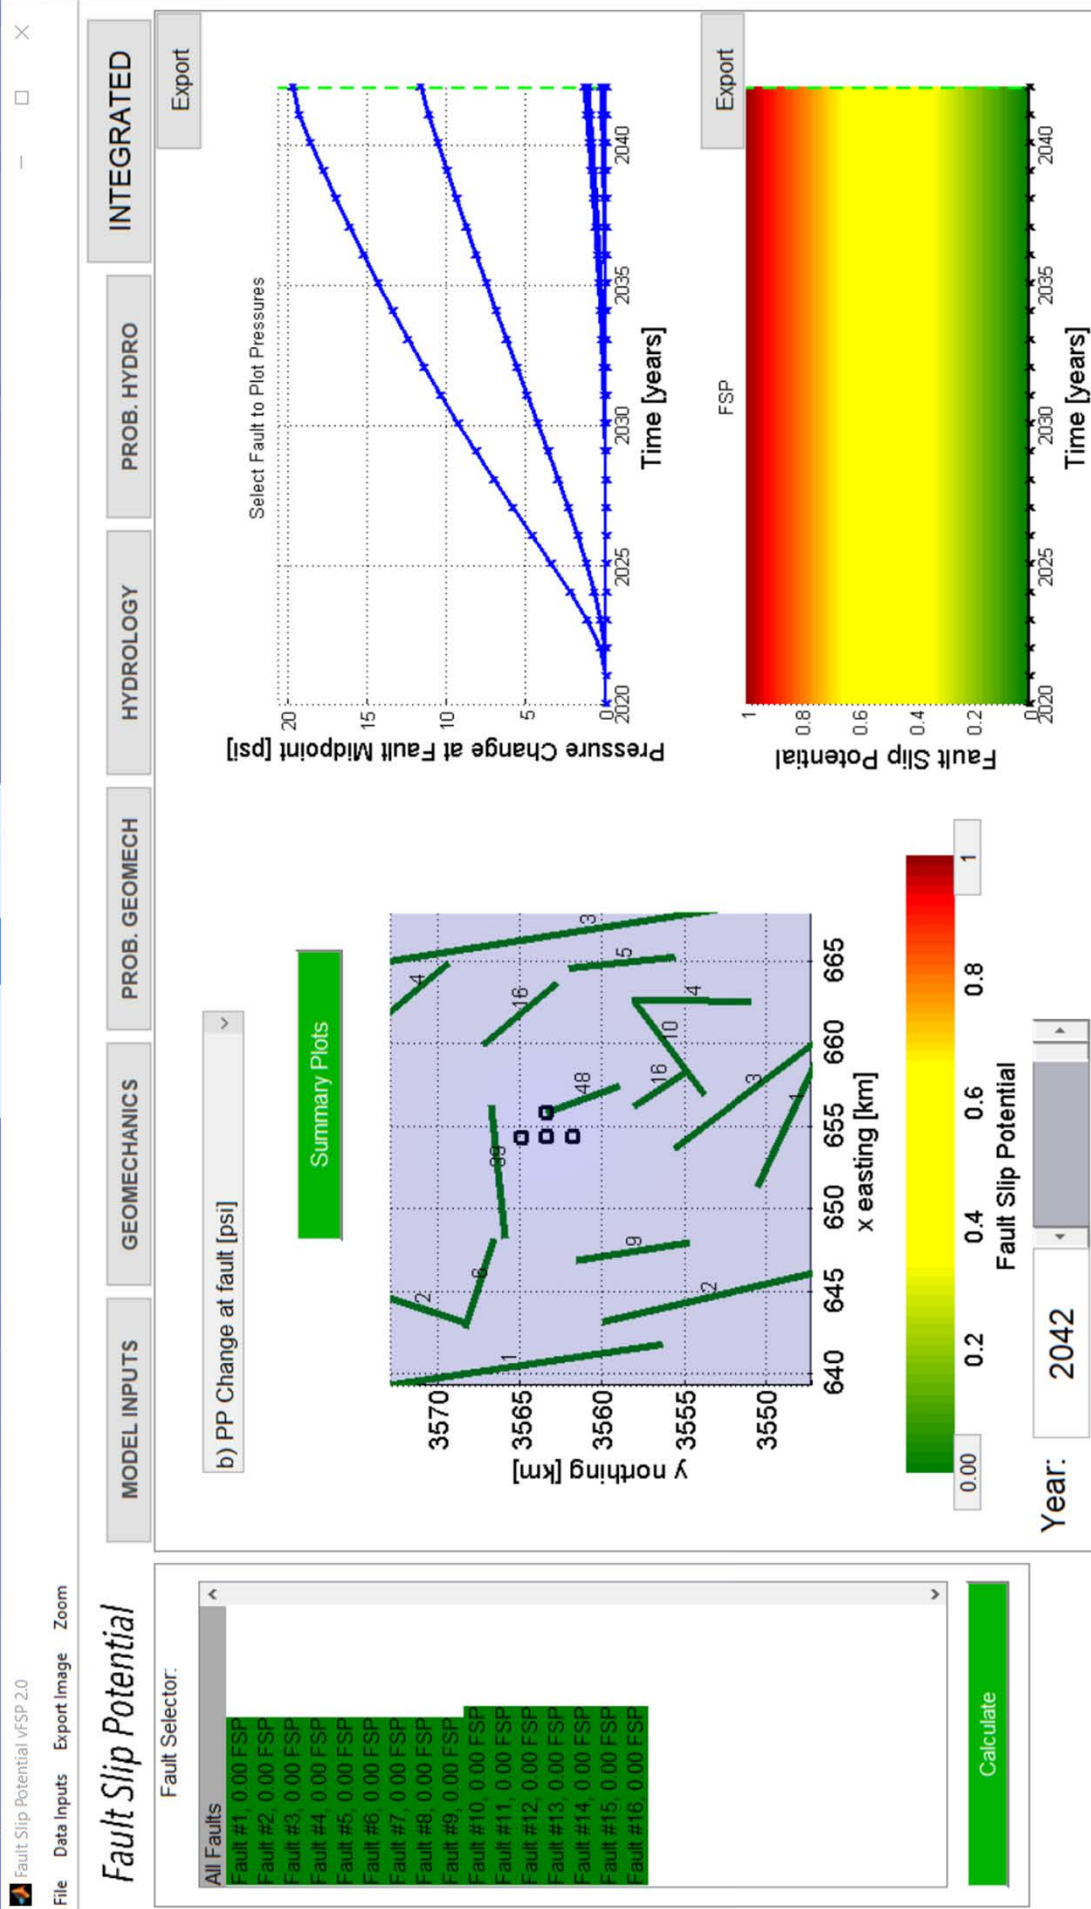 Fault Slip Potential vFSP 2.0
File Data Inputs Export Image Zoom
Fault Slip Potential
MODEL INPUTS
GEOMECHANICS
PROB. GEOMECH
HYDROLOGY
PROB. HYDRO
INTEGRATED
Fault Selector:
All Faults
Fault #1, 0.00 FSP
Fault #2, 0.00 FSP
Fault #3, 0.00 FSP
Fault #4, 0.00 FSP
Fault #5, 0.00 FSP
Fault #6, 0.00 FSP
Fault #7, 0.00 FSP
Fault #8, 0.00 FSP
Fault #9, 0.00 FSP
Fault #10, 0.00 FSP
Fault #11, 0.00 FSP
Fault #12, 0.00 FSP
Fault #13, 0.00 FSP
Fault #14, 0.00 FSP
Fault #15, 0.00 FSP
Fault #16, 0.00 FSP
Calculate
b) PP Change at fault [psi]
Summary Plots
y northing [km]
3570
3565
3560
3555
3550
2
1
9
2
48
16
16
10
4
4
5
3
3
1
640 645 650 655 660 665
x easting [km]
0.00 0.2 0.4 0.6 0.8 1
Fault Slip Potential
Year: 2042
Export
Select Fault to Plot Pressures
Pressure Change at Fault Midpoint [psi]
20
15
10
5
0
2020 2025 2030 2035 2040
Time [years]
Export
FSP
Fault Slip Potential
1
0.8
0.6
0.4
0.2
0
2020 2025 2030 2035 2040
Time [years]